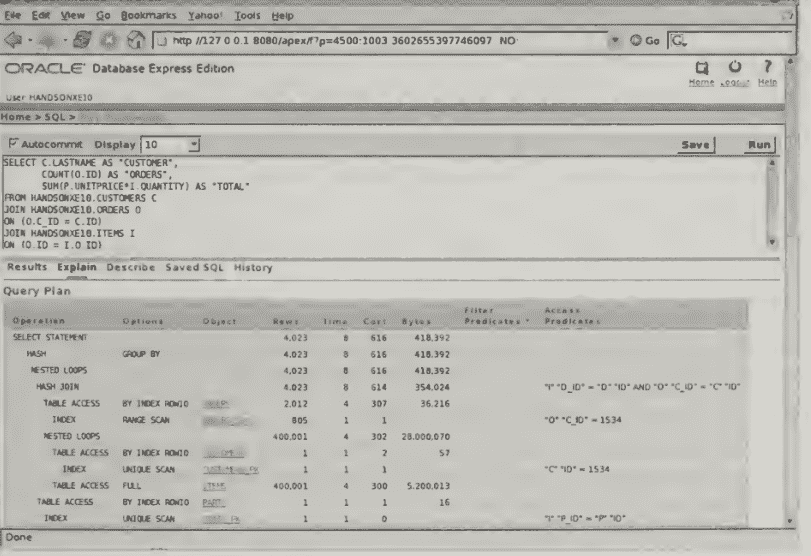 File Edit View Go Bookmarks Yahoo! Tools Help
http //127 0 0.1 8080/apex/f?p=4500:1003 3602655397746097 NO Go
ORACLE Database Express Edition
Home Logout Help
User HANDSONXE10
Home > SQL >
Autocommit Display 10 Save Run
SELECT C.LASTNAME AS "CUSTOMER",
COUNT(O.ID) AS "ORDERS",
SUM(P.UNITPRICE*I.QUANTITY) AS "TOTAL"
FROM HANDSONXE10.CUSTOMERS C
JOIN HANDSONXE10.ORDERS O
ON (O.C_ID = C.ID)
JOIN HANDSONXE10.ITEMS I
ON (O.ID = I.O_ID)
Results Explain Describe Saved SQL History
Query Plan
Operation Options Object Rows Time Cost Bytes Filter Predicates * Access Predicates
SELECT STATEMENT 4,023 8 616 418,392
HASH GROUP BY 4,023 8 616 418,392
NESTED LOOPS 4,023 8 616 418,392
HASH JOIN 4,023 8 614 354,024 "I" "O_ID" = "O" "ID" AND "O" "C_ID" = "C" "ID"
TABLE ACCESS BY INDEX ROWID 2,012 4 307 36,216
INDEX RANGE SCAN 805 1 1 "O" "C_ID" = 1534
NESTED LOOPS 400,001 4 302 28,000,070
TABLE ACCESS BY INDEX ROWID 1 1 2 57
INDEX UNIQUE SCAN 1 1 1 "C" "ID" = 1534
TABLE ACCESS FULL 400,001 4 300 5,200,013
TABLE ACCESS BY INDEX ROWID 1 1 1 16
INDEX UNIQUE SCAN 1 1 0 "I" "P_ID" = "P" "ID"
Done